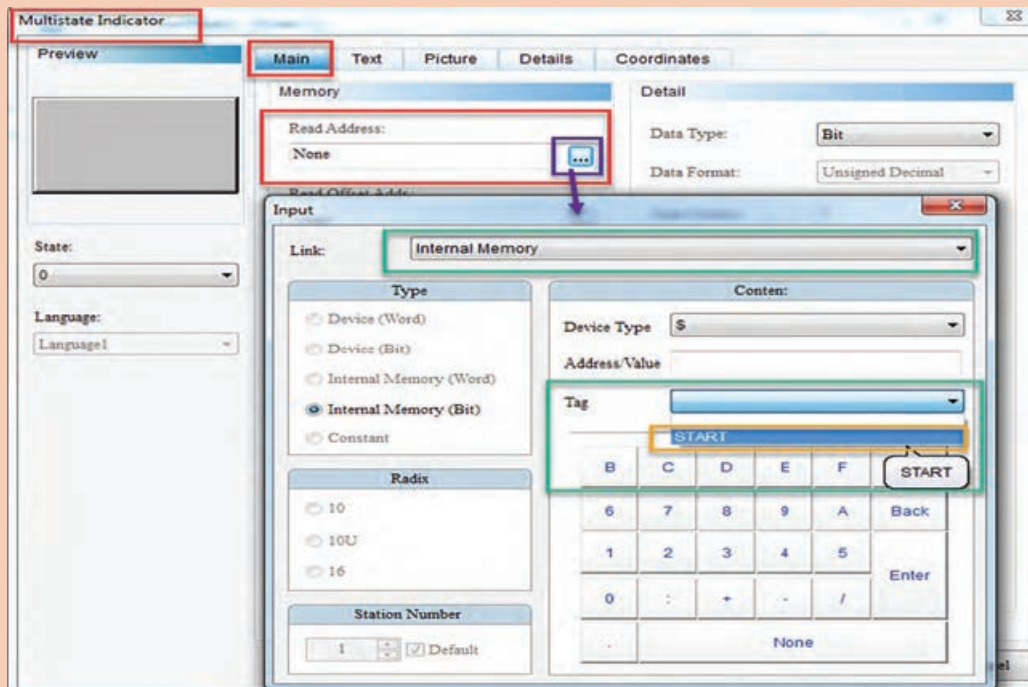 Multistate Indicator
Preview
Main Text Picture Details Coordinates
Memory
Detail
Read Address:
None
...
Data Type:
Bit
Data Format:
Unsigned Decimal
Read Offset Addr.
Input
State:
0
Language:
Language1
Link:
Internal Memory
Type
Device (Word)
Device (Bit)
Internal Memory (Word)
Internal Memory (Bit)
Constant
Radix
10
10U
16
Station Number
1
Default
Conten:
Device Type
$
Address/Value
Tag
START
START
B C D E F
6 7 8 9 A Back
1 2 3 4 5
Enter
0 : + - /
. None